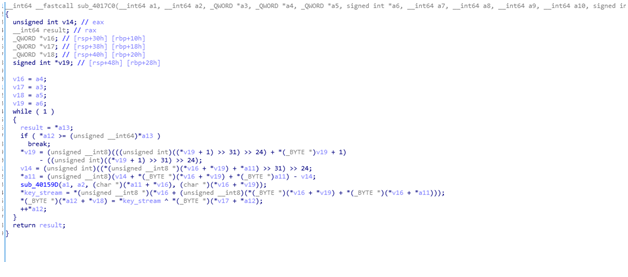 __int64 __fastcall sub_4017C0(__int64 a1, __int64 a2, _QWORD *a3, _QWORD *a4, _QWORD *a5, signed int *a6, __int64 a7, __int64 a8, __int64 a9, __int64 a10, signed in
{
unsigned int v14; // eax
__int64 result; // rax
_QWORD *v16; // [rsp+30h] [rbp+10h]
_QWORD *v17; // [rsp+38h] [rbp+18h]
_QWORD *v18; // [rsp+40h] [rbp+20h]
signed int *v19; // [rsp+48h] [rbp+28h]
v16 = a4;
v17 = a3;
v18 = a5;
v19 = a6;
while ( 1 )
{
result = *a13;
if ( *a12 >= (unsigned __int64)*a13 )
break;
*v19 = (unsigned __int8)(((unsigned int)((*v19 + 1) >> 31) >> 24) + *(_BYTE *)v19 + 1)
- ((unsigned int)((*v19 + 1) >> 31) >> 24);
v14 = (unsigned int)((*(unsigned __int8 *)(*v16 + *v19) + *a11) >> 31) >> 24;
*a11 = (unsigned __int8)(v14 + *(_BYTE *)(*v16 + *v19) + *(_BYTE *)a11) - v14;
sub_40159D(a1, a2, (char *)(*a11 + *v16), (char *)(*v16 + *v19));
*key_stream = *(unsigned __int8 *)(*v16 + (unsigned __int8)(*(_BYTE *)(*v16 + *v19) + *(_BYTE *)(*v16 + *a11)));
*(_BYTE *)(*a12 + *v18) = *key_stream ^ *(_BYTE *)(*v17 + *a12);
++*a12;
}
return result;
}